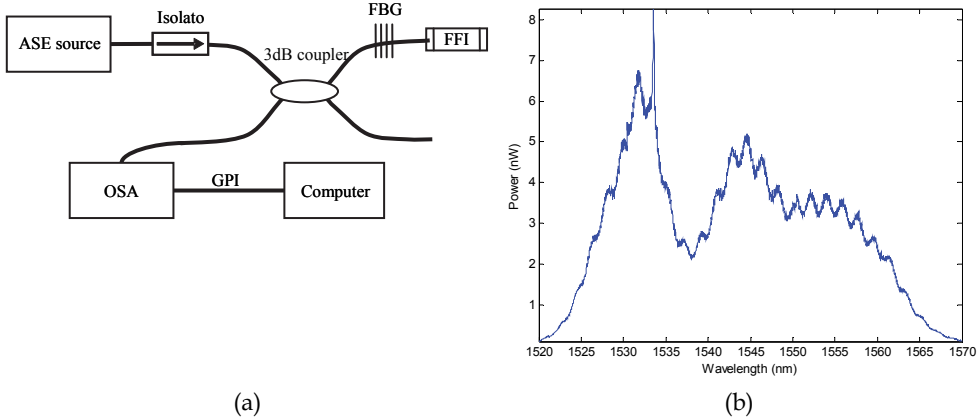 ASE source
Isolato
3dB coupler
FBG
FFI
OSA
GPI
Computer
(a)
8
7
6
5
4
3
2
1
Power (nW)
1520 1525 1530 1535 1540 1545 1550 1555 1560 1565 1570
Wavelength (nm)
(b)